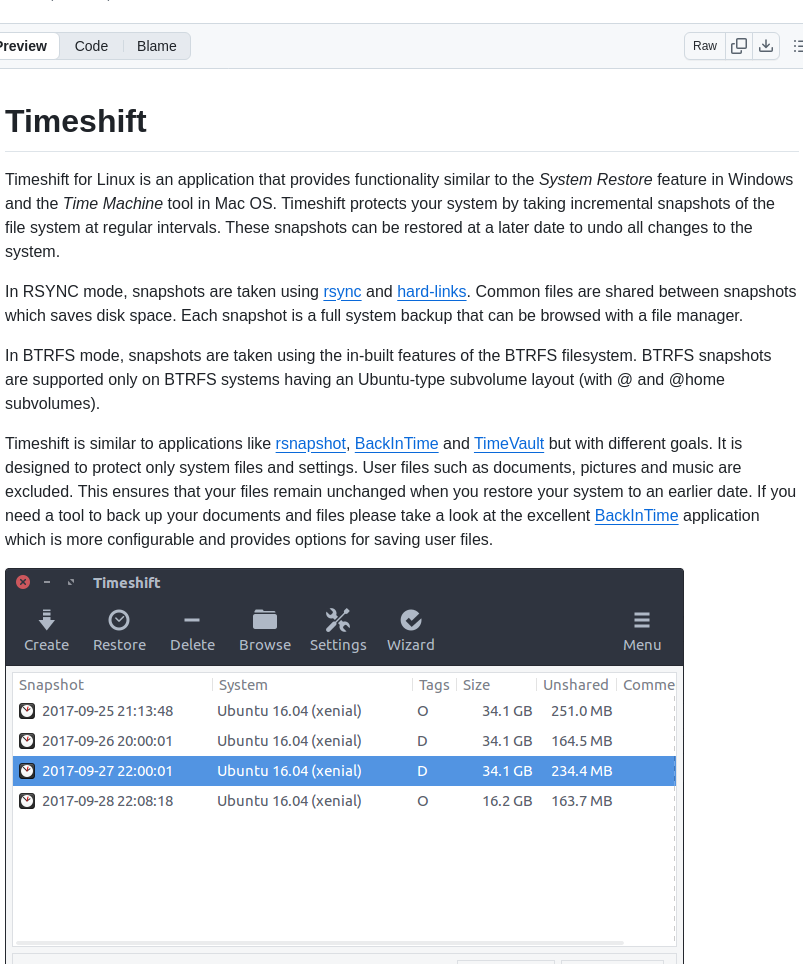 Preview Code Blame Raw
Timeshift
Timeshift for Linux is an application that provides functionality similar to the System Restore feature in Windows
and the Time Machine tool in Mac OS. Timeshift protects your system by taking incremental snapshots of the
file system at regular intervals. These snapshots can be restored at a later date to undo all changes to the
system.
In RSYNC mode, snapshots are taken using rsync and hard-links. Common files are shared between snapshots
which saves disk space. Each snapshot is a full system backup that can be browsed with a file manager.
In BTRFS mode, snapshots are taken using the in-built features of the BTRFS filesystem. BTRFS snapshots
are supported only on BTRFS systems having an Ubuntu-type subvolume layout (with @ and @home
subvolumes).
Timeshift is similar to applications like rsnapshot, BackInTime and TimeVault but with different goals. It is
designed to protect only system files and settings. User files such as documents, pictures and music are
excluded. This ensures that your files remain unchanged when you restore your system to an earlier date. If you
need a tool to back up your documents and files please take a look at the excellent BackInTime application
which is more configurable and provides options for saving user files.
Timeshift
Create Restore Delete Browse Settings Wizard Menu
Snapshot System Tags Size Unshared Comme
2017-09-25 21:13:48 Ubuntu 16.04 (xenial) O 34.1 GB 251.0 MB
2017-09-26 20:00:01 Ubuntu 16.04 (xenial) D 34.1 GB 164.5 MB
2017-09-27 22:00:01 Ubuntu 16.04 (xenial) D 34.1 GB 234.4 MB
2017-09-28 22:08:18 Ubuntu 16.04 (xenial) O 16.2 GB 163.7 MB